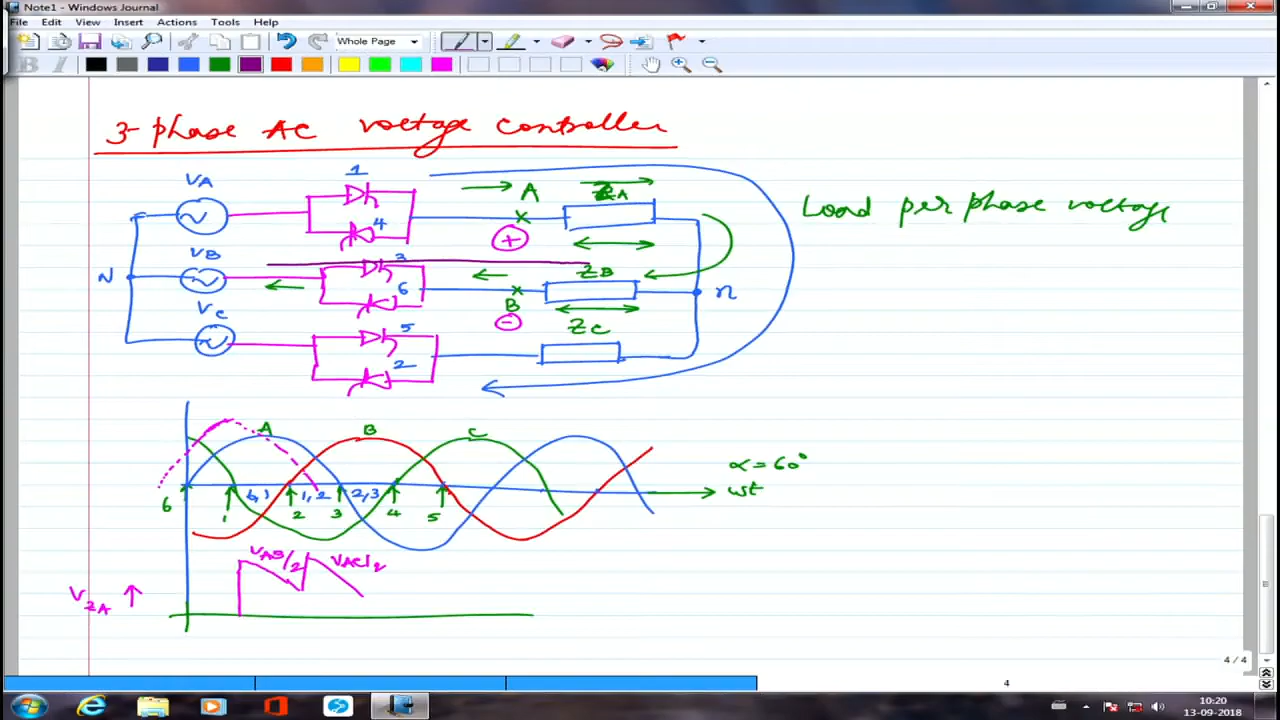 Note1 - Windows Journal
File Edit View Insert Actions Tools Help
Whole Page
B I
3-phase AC voltage controller
VA 1 A ZA
4 +
Load per phase voltage
VB 3 ZB
N 6 B n
-
VC 5 ZC
2
A B C
α = 60°
6 1 6,1 2 1,2 3 2,3 4 5 ωt
VAB/2 VAC/2
VZA ↑
4 / 4
4
10:20
13-09-2018